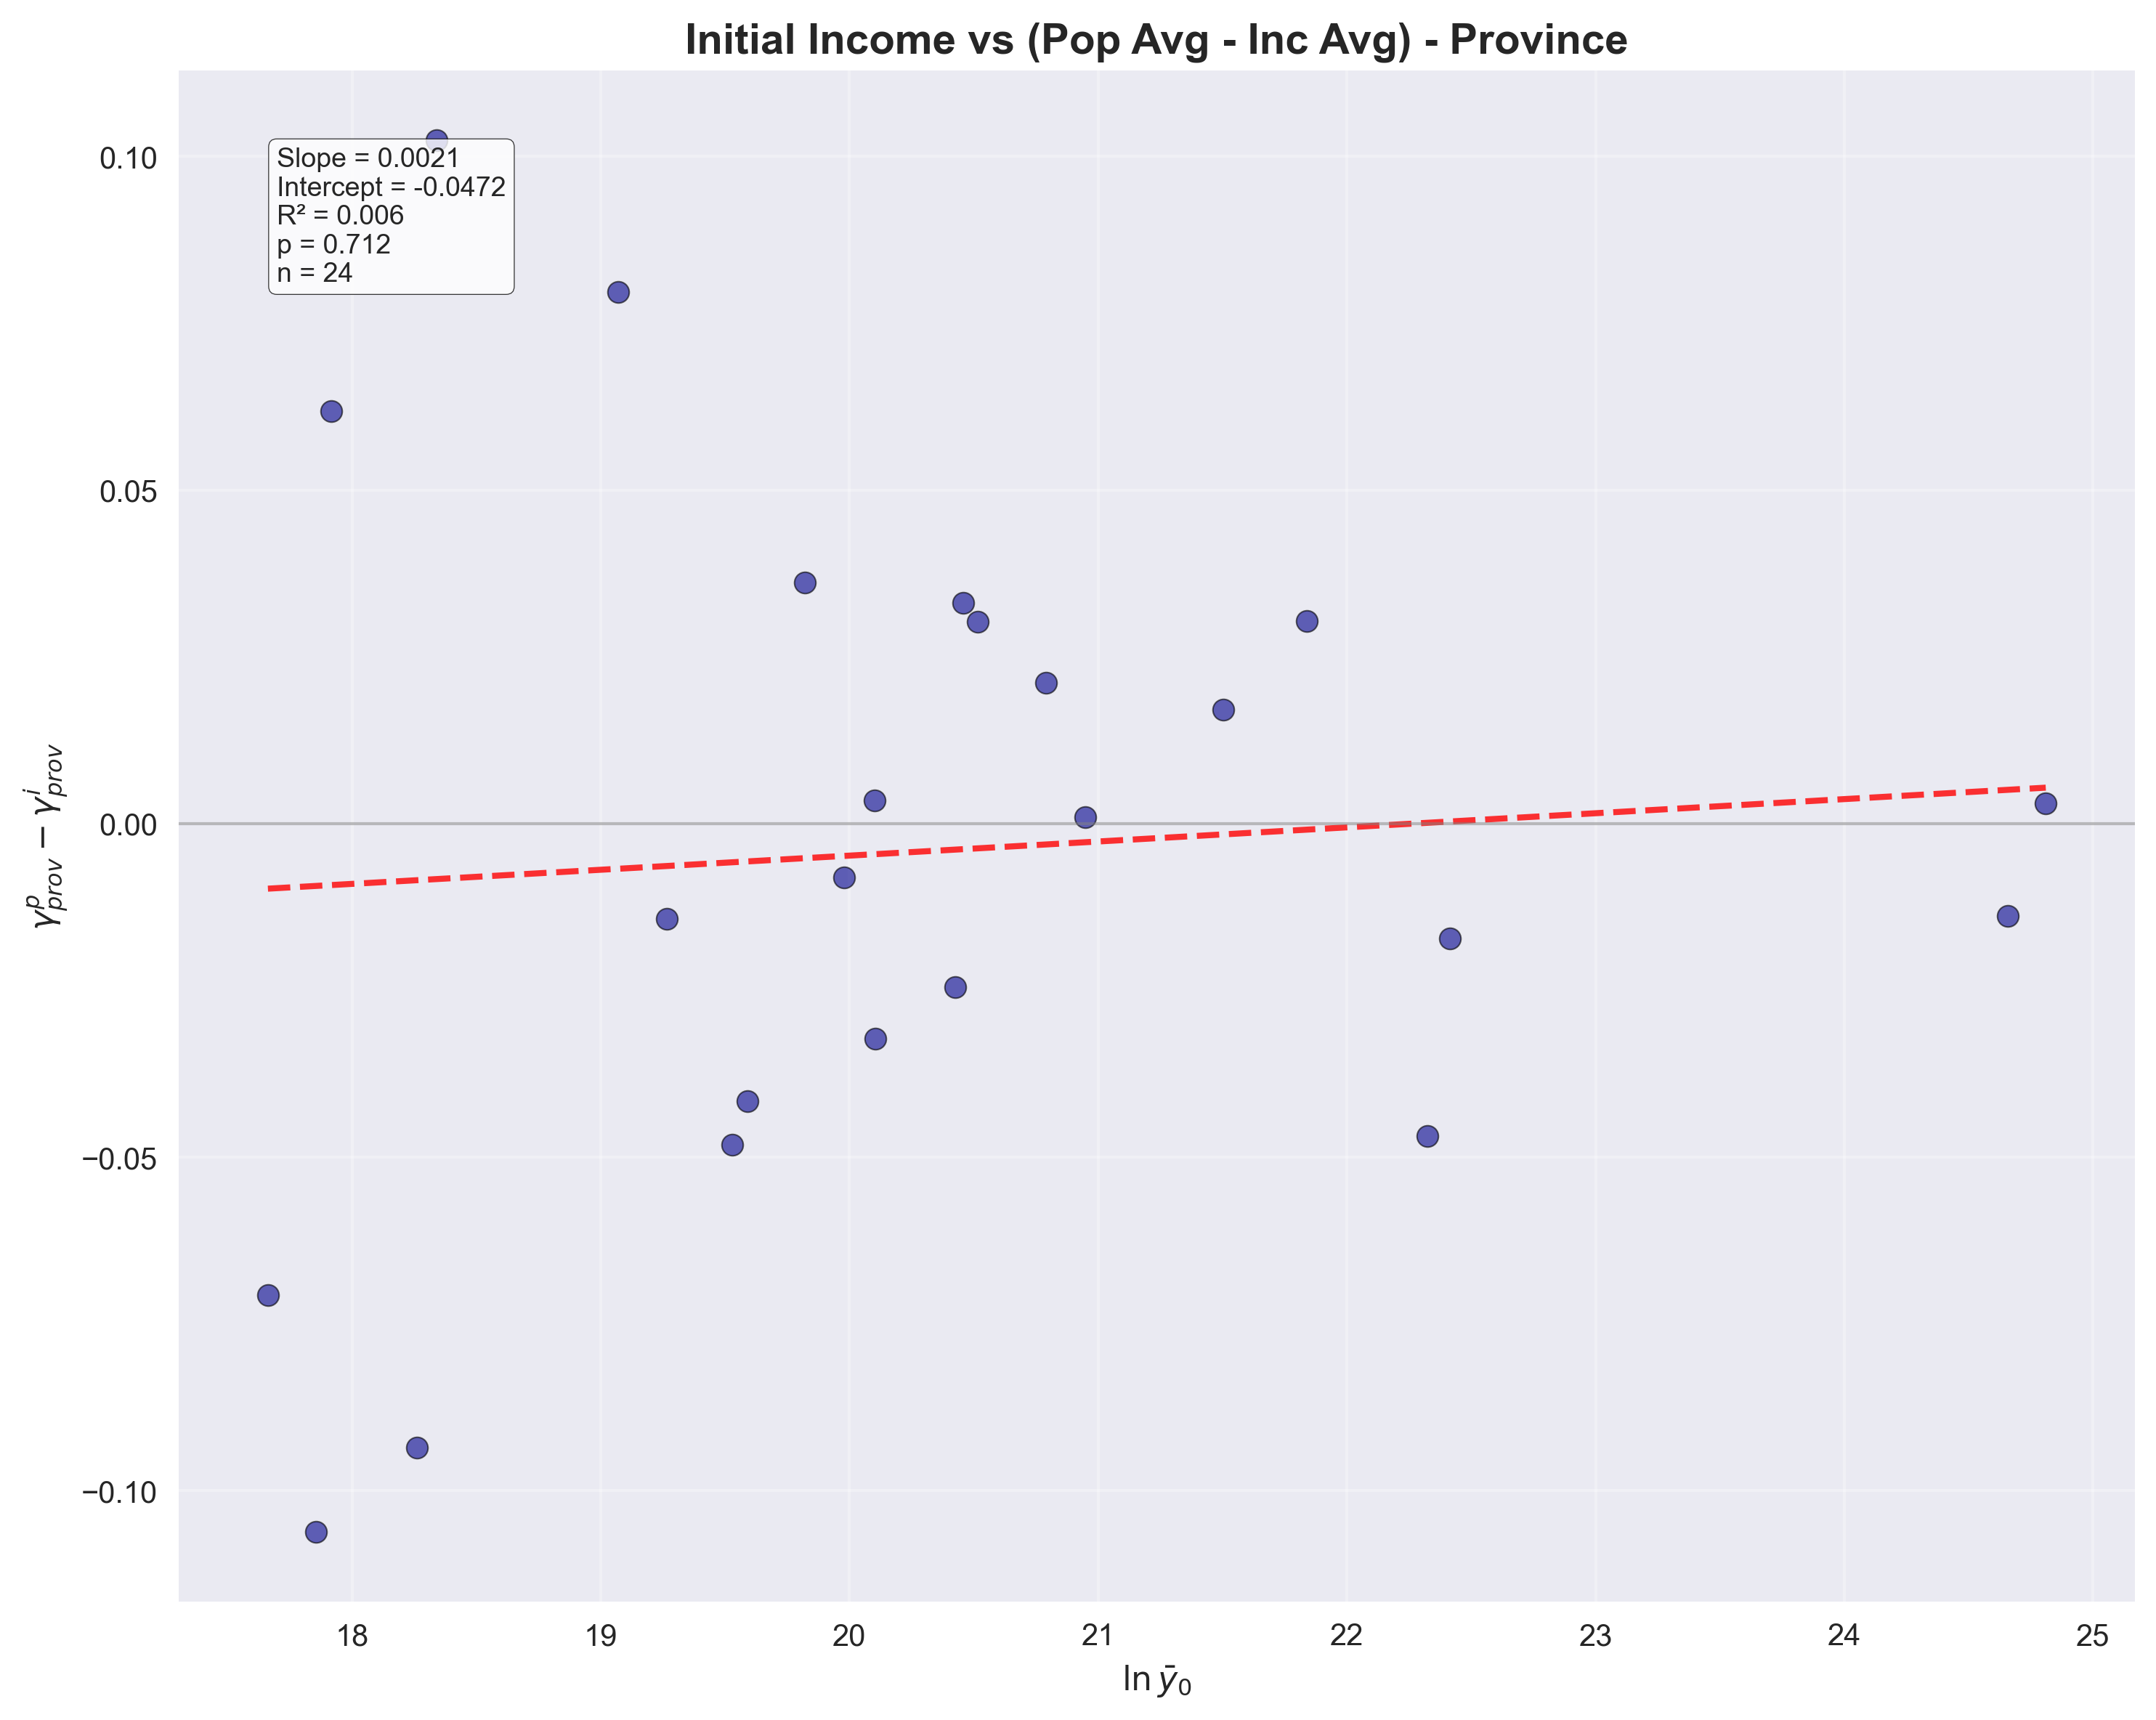 Initial Income vs (Pop Avg - Inc Avg) - Province
Slope = 0.0021
Intercept = -0.0472
R² = 0.006
p = 0.712
n = 24
0.10
0.05
0.00
−0.05
−0.10
γ^p_prov − γ^i_prov
18 19 20 21 22 23 24 25
ln ȳ₀